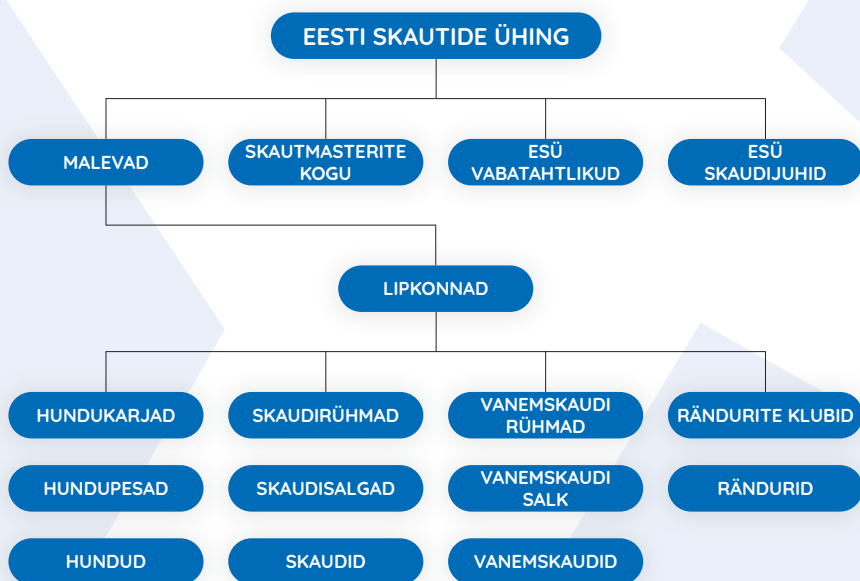 EESTI SKAUTIDE ÜHING
MALEVAD
SKAUTMASTERITE
KOGU
ESÜ
VABATAHTLIKUD
ESÜ
SKAUDIJUHID
LIPKONNAD
HUNDUKARJAD
SKAUDIRÜHMAD
VANEMSKAUDI
RÜHMAD
RÄNDURITE KLUBID
HUNDUPESAD
SKAUDISALGAD
VANEMSKAUDI
SALK
RÄNDURID
HUNDUD
SKAUDID
VANEMSKAUDID